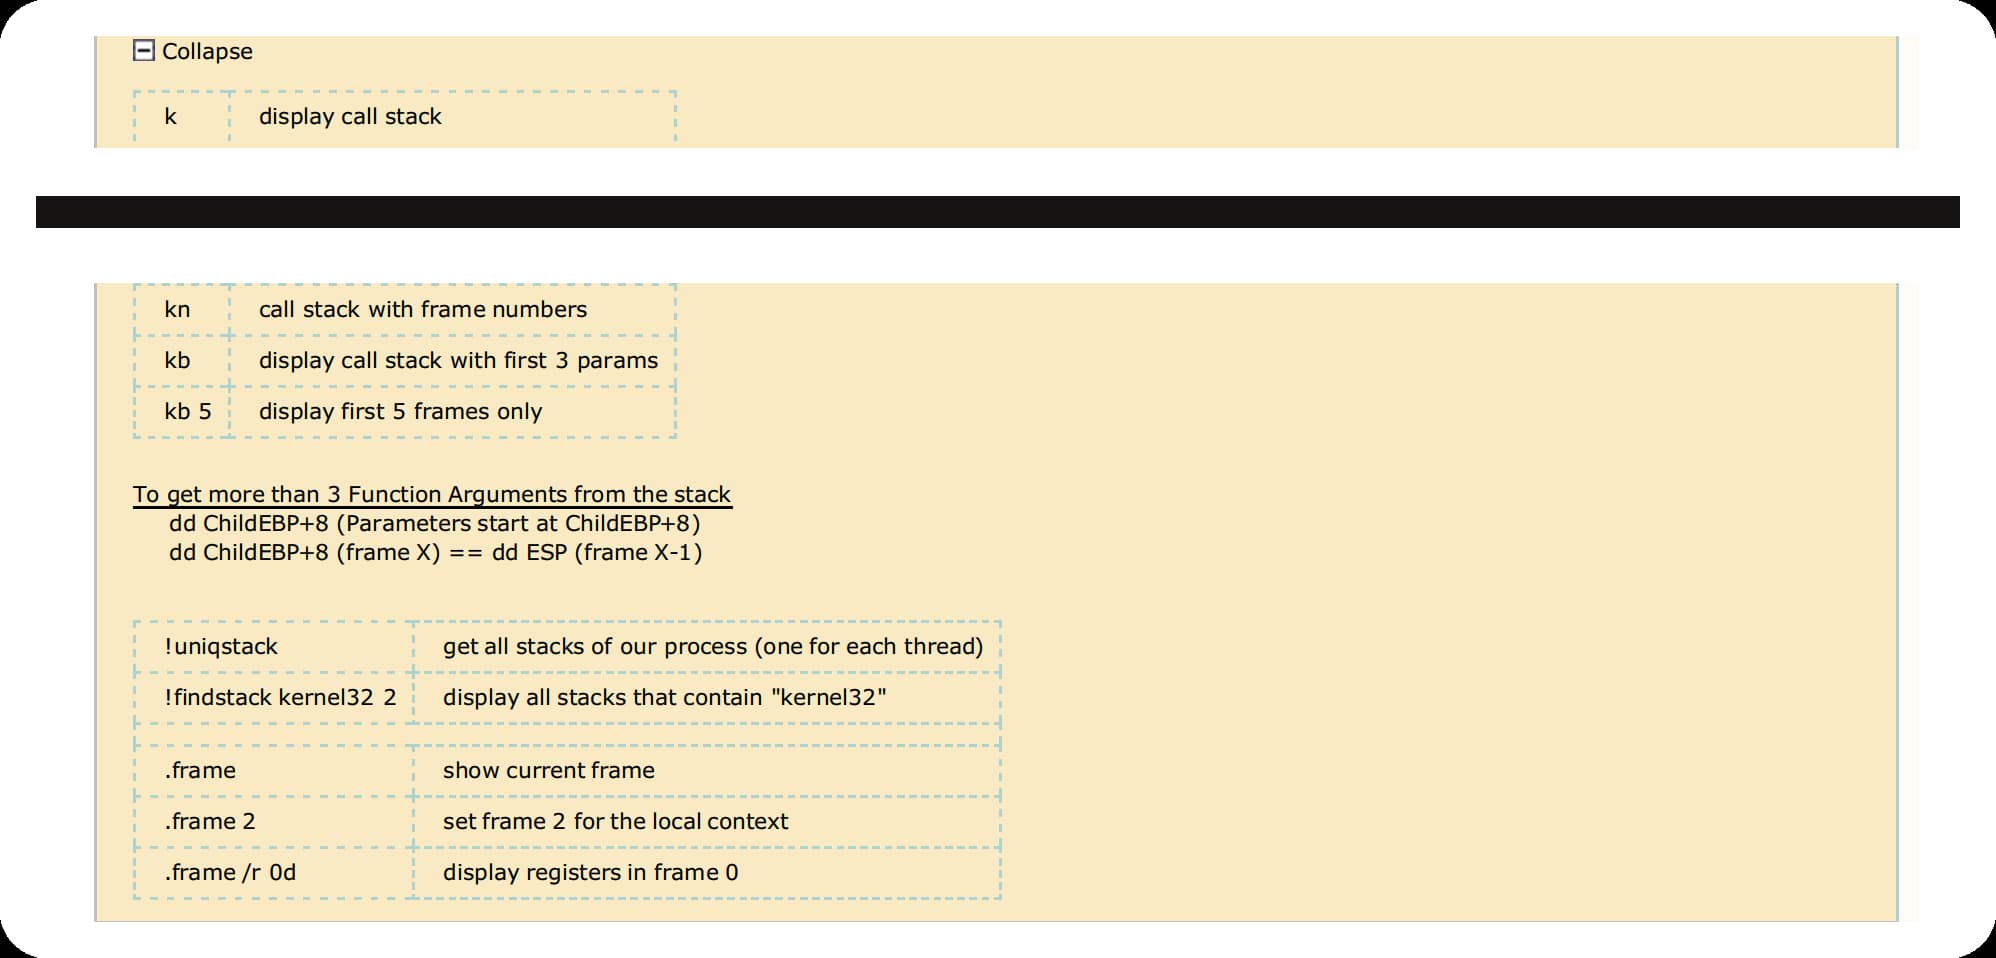 Collapse
k display call stack
kn call stack with frame numbers
kb display call stack with first 3 params
kb 5 display first 5 frames only
To get more than 3 Function Arguments from the stack
dd ChildEBP+8 (Parameters start at ChildEBP+8)
dd ChildEBP+8 (frame X) == dd ESP (frame X-1)
!uniqstack get all stacks of our process (one for each thread)
!findstack kernel32 2 display all stacks that contain "kernel32"
.frame show current frame
.frame 2 set frame 2 for the local context
.frame /r 0d display registers in frame 0